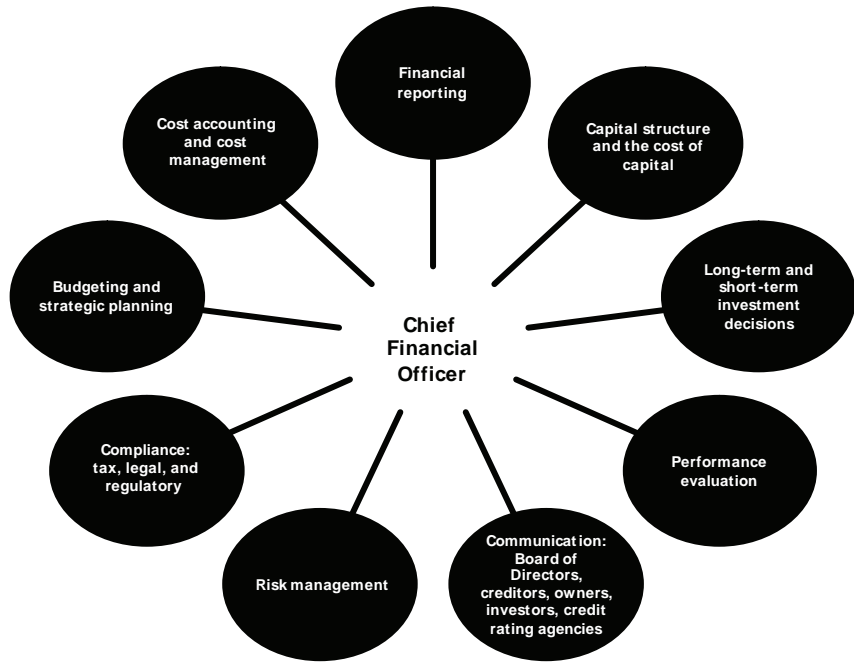 Financial
reporting
Cost accounting
and cost
management
Capital structure
and the cost of
capital
Budgeting and
strategic planning
Long-term and
short-term
investment
decisions
Chief
Financial
Officer
Compliance:
tax, legal, and
regulatory
Performance
evaluation
Risk management
Communication:
Board of
Directors,
creditors, owners,
investors, credit
rating agencies